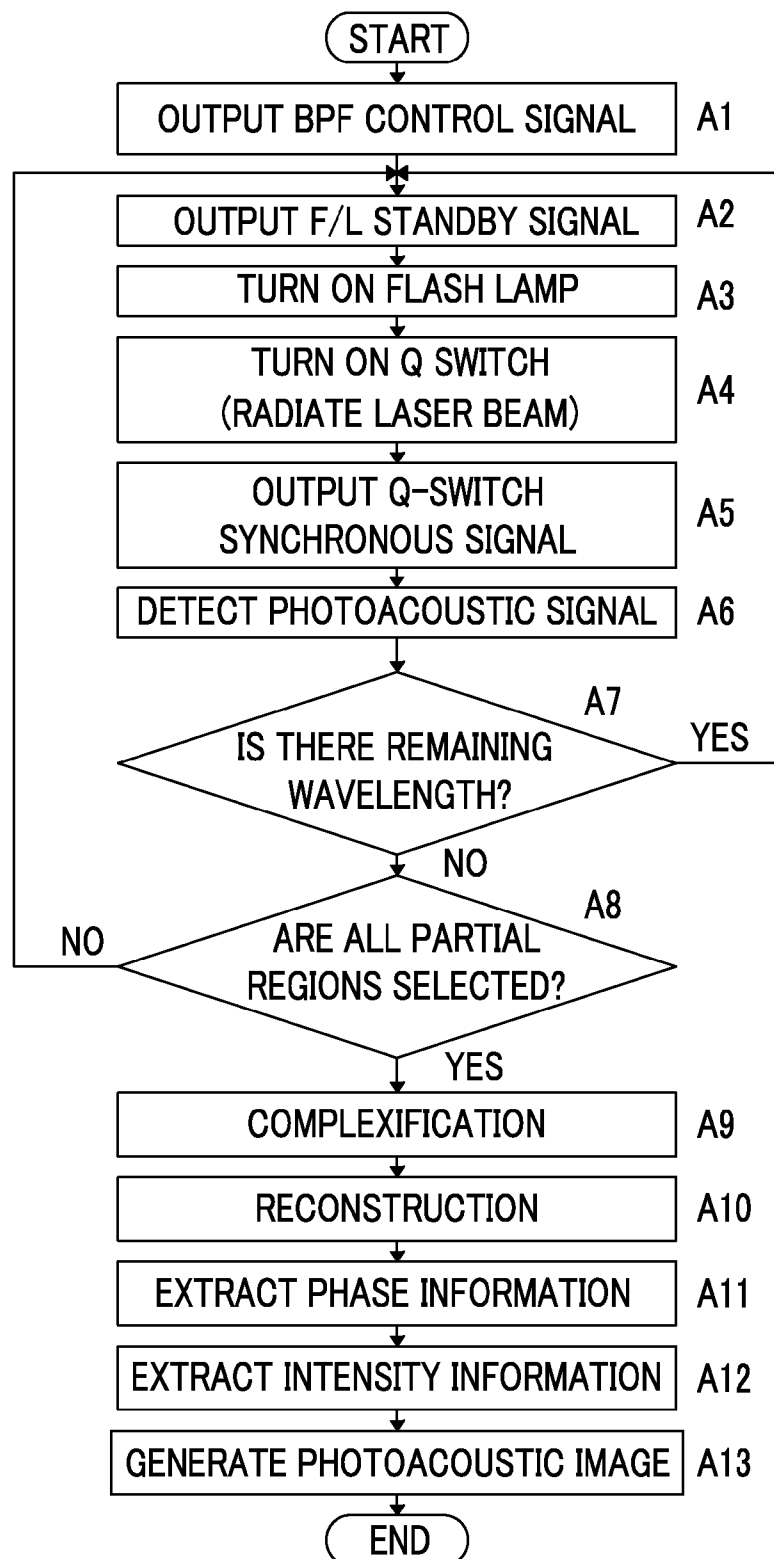 START
OUTPUT BPF CONTROL SIGNAL A1
OUTPUT F/L STANDBY SIGNAL A2
TURN ON FLASH LAMP A3
TURN ON Q SWITCH
(RADIATE LASER BEAM)
A4
OUTPUT Q-SWITCH
SYNCHRONOUS SIGNAL
A5
DETECT PHOTOACOUSTIC SIGNAL A6
A7
IS THERE REMAINING
WAVELENGTH?
YES
NO
A8
ARE ALL PARTIAL
REGIONS SELECTED?
NO
YES
COMPLEXIFICATION A9
RECONSTRUCTION A10
EXTRACT PHASE INFORMATION A11
EXTRACT INTENSITY INFORMATION A12
GENERATE PHOTOACOUSTIC IMAGE A13
END